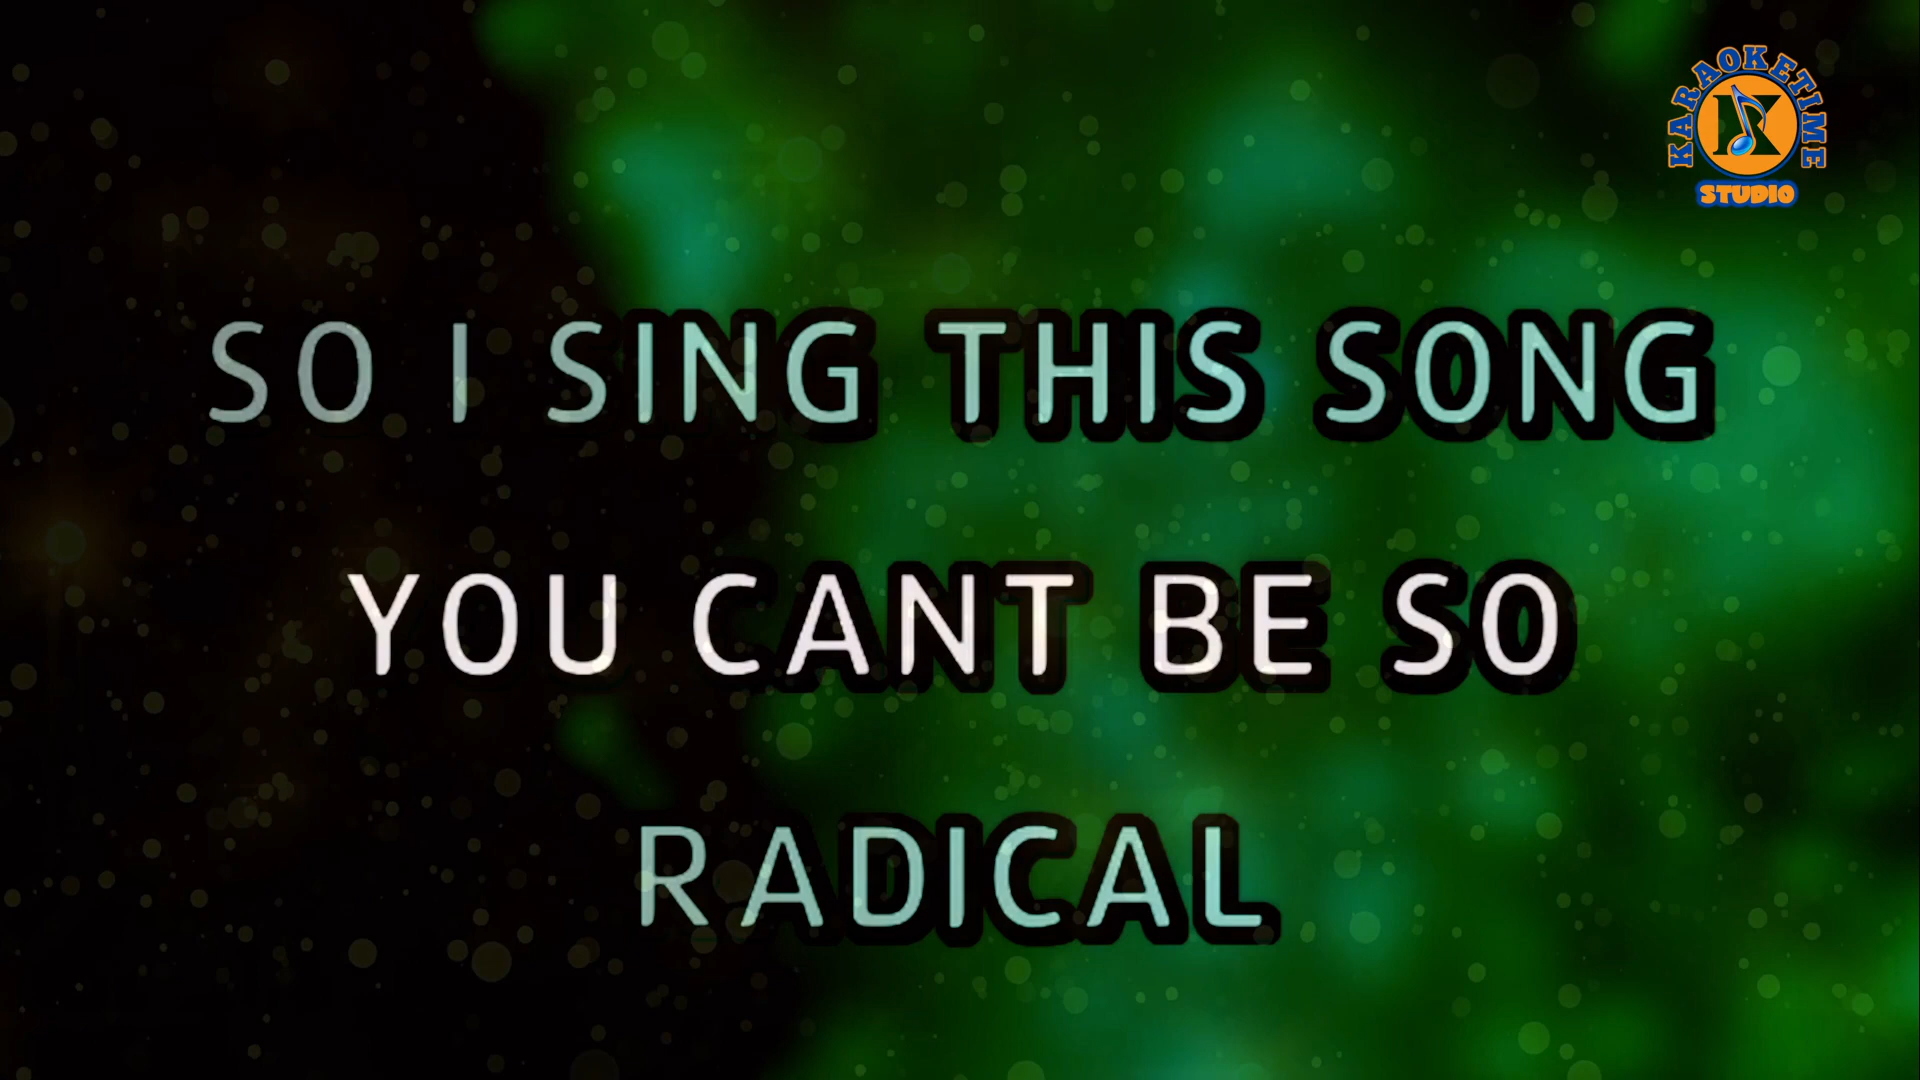 KARAOKETIME
STUDIO
SO I SING THIS SONG
YOU CANT BE SO
RADICAL